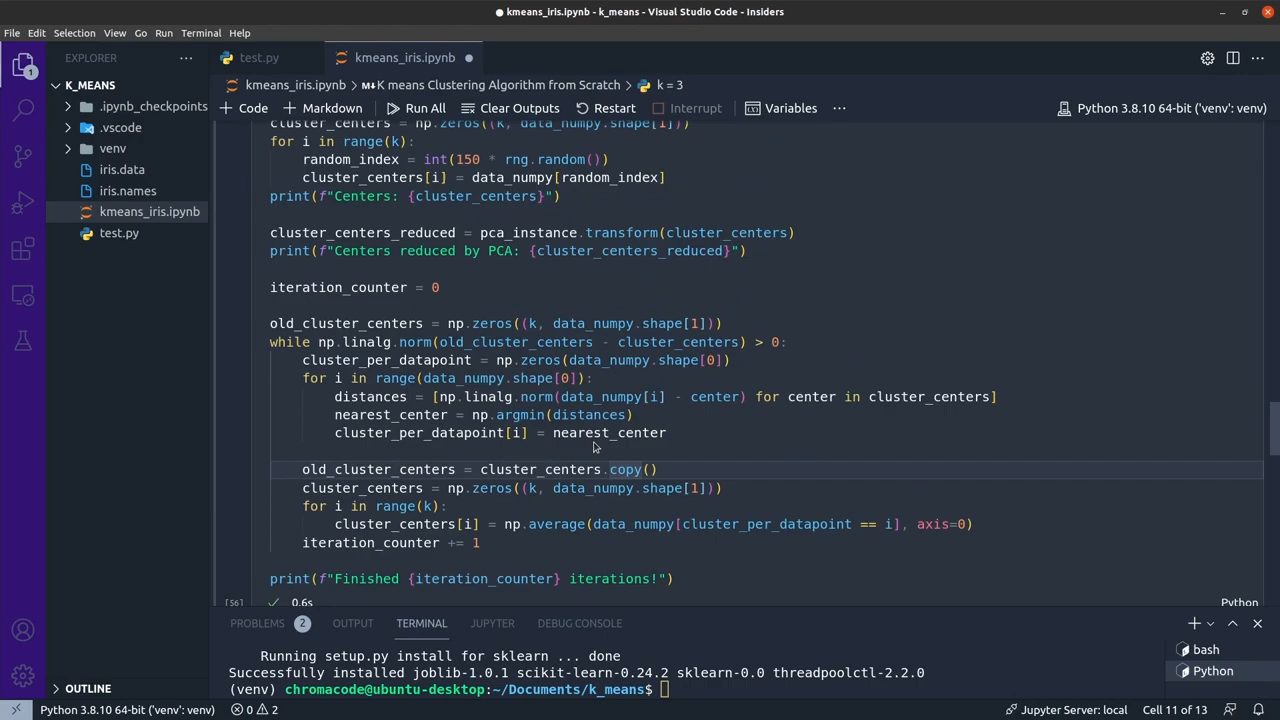 kmeans_iris.ipynb - k_means - Visual Studio Code - Insiders
File Edit Selection View Go Run Terminal Help
EXPLORER
test.py
kmeans_iris.ipynb
K_MEANS
kmeans_iris.ipynb > M↓K means Clustering Algorithm from Scratch > k = 3
.ipynb_checkpoints
+ Code + Markdown Run All Clear Outputs Restart Interrupt Variables Python 3.8.10 64-bit ('venv': venv)
.vscode
venv
iris.data
iris.names
kmeans_iris.ipynb
test.py
1
cluster_centers = np.zeros((k, data_numpy.shape[1]))
for i in range(k):
    random_index = int(150 * rng.random())
    cluster_centers[i] = data_numpy[random_index]
print(f"Centers: {cluster_centers}")
cluster_centers_reduced = pca_instance.transform(cluster_centers)
print(f"Centers reduced by PCA: {cluster_centers_reduced}")
iteration_counter = 0
old_cluster_centers = np.zeros((k, data_numpy.shape[1]))
while np.linalg.norm(old_cluster_centers - cluster_centers) > 0:
    cluster_per_datapoint = np.zeros(data_numpy.shape[0])
    for i in range(data_numpy.shape[0]):
        distances = [np.linalg.norm(data_numpy[i] - center) for center in cluster_centers]
        nearest_center = np.argmin(distances)
        cluster_per_datapoint[i] = nearest_center
    old_cluster_centers = cluster_centers.copy()
    cluster_centers = np.zeros((k, data_numpy.shape[1]))
    for i in range(k):
        cluster_centers[i] = np.average(data_numpy[cluster_per_datapoint == i], axis=0)
    iteration_counter += 1
print(f"Finished {iteration_counter} iterations!")
[56] 0.6s Python
PROBLEMS 2 OUTPUT TERMINAL JUPYTER DEBUG CONSOLE
Running setup.py install for sklearn ... done
Successfully installed joblib-1.0.1 scikit-learn-0.24.2 sklearn-0.0 threadpoolctl-2.2.0
(venv) chromacode@ubuntu-desktop:~/Documents/k_means$
bash
Python
OUTLINE
Python 3.8.10 64-bit ('venv': venv) 0 2 Jupyter Server: local Cell 11 of 13